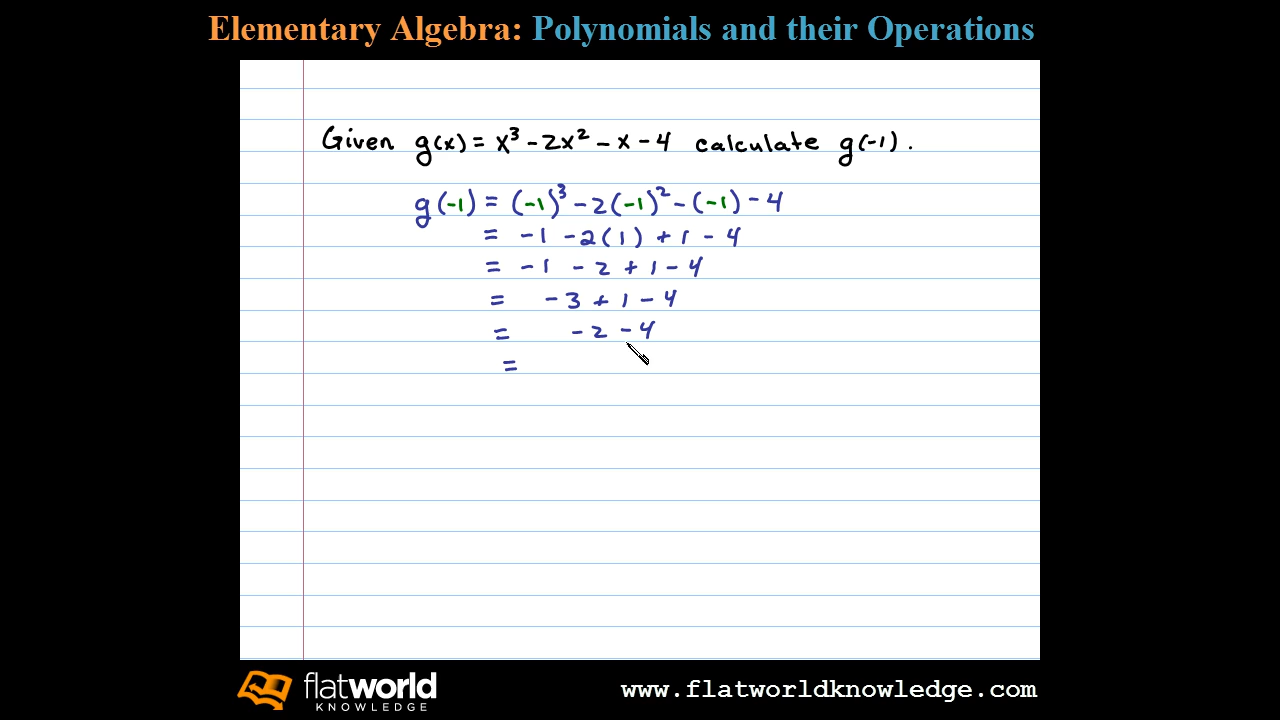 Elementary Algebra: Polynomials and their Operations
Given g(x) = x³ - 2x² - x - 4 calculate g(-1).
g(-1) = (-1)³ - 2(-1)² - (-1) - 4
= -1 - 2(1) + 1 - 4
= -1 - 2 + 1 - 4
= -3 + 1 - 4
= -2 - 4
=
flatworld
KNOWLEDGE
www.flatworldknowledge.com